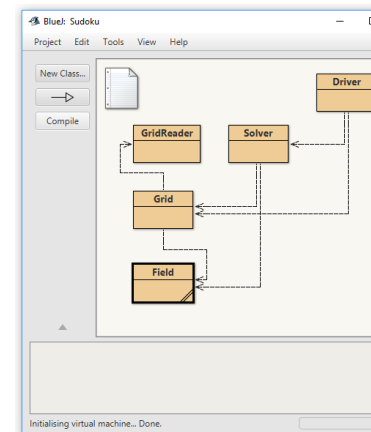 BlueJ: Sudoku
Project Edit Tools View Help
New Class...
Compile
Driver
GridReader
Solver
Grid
Field
Initialising virtual machine... Done.